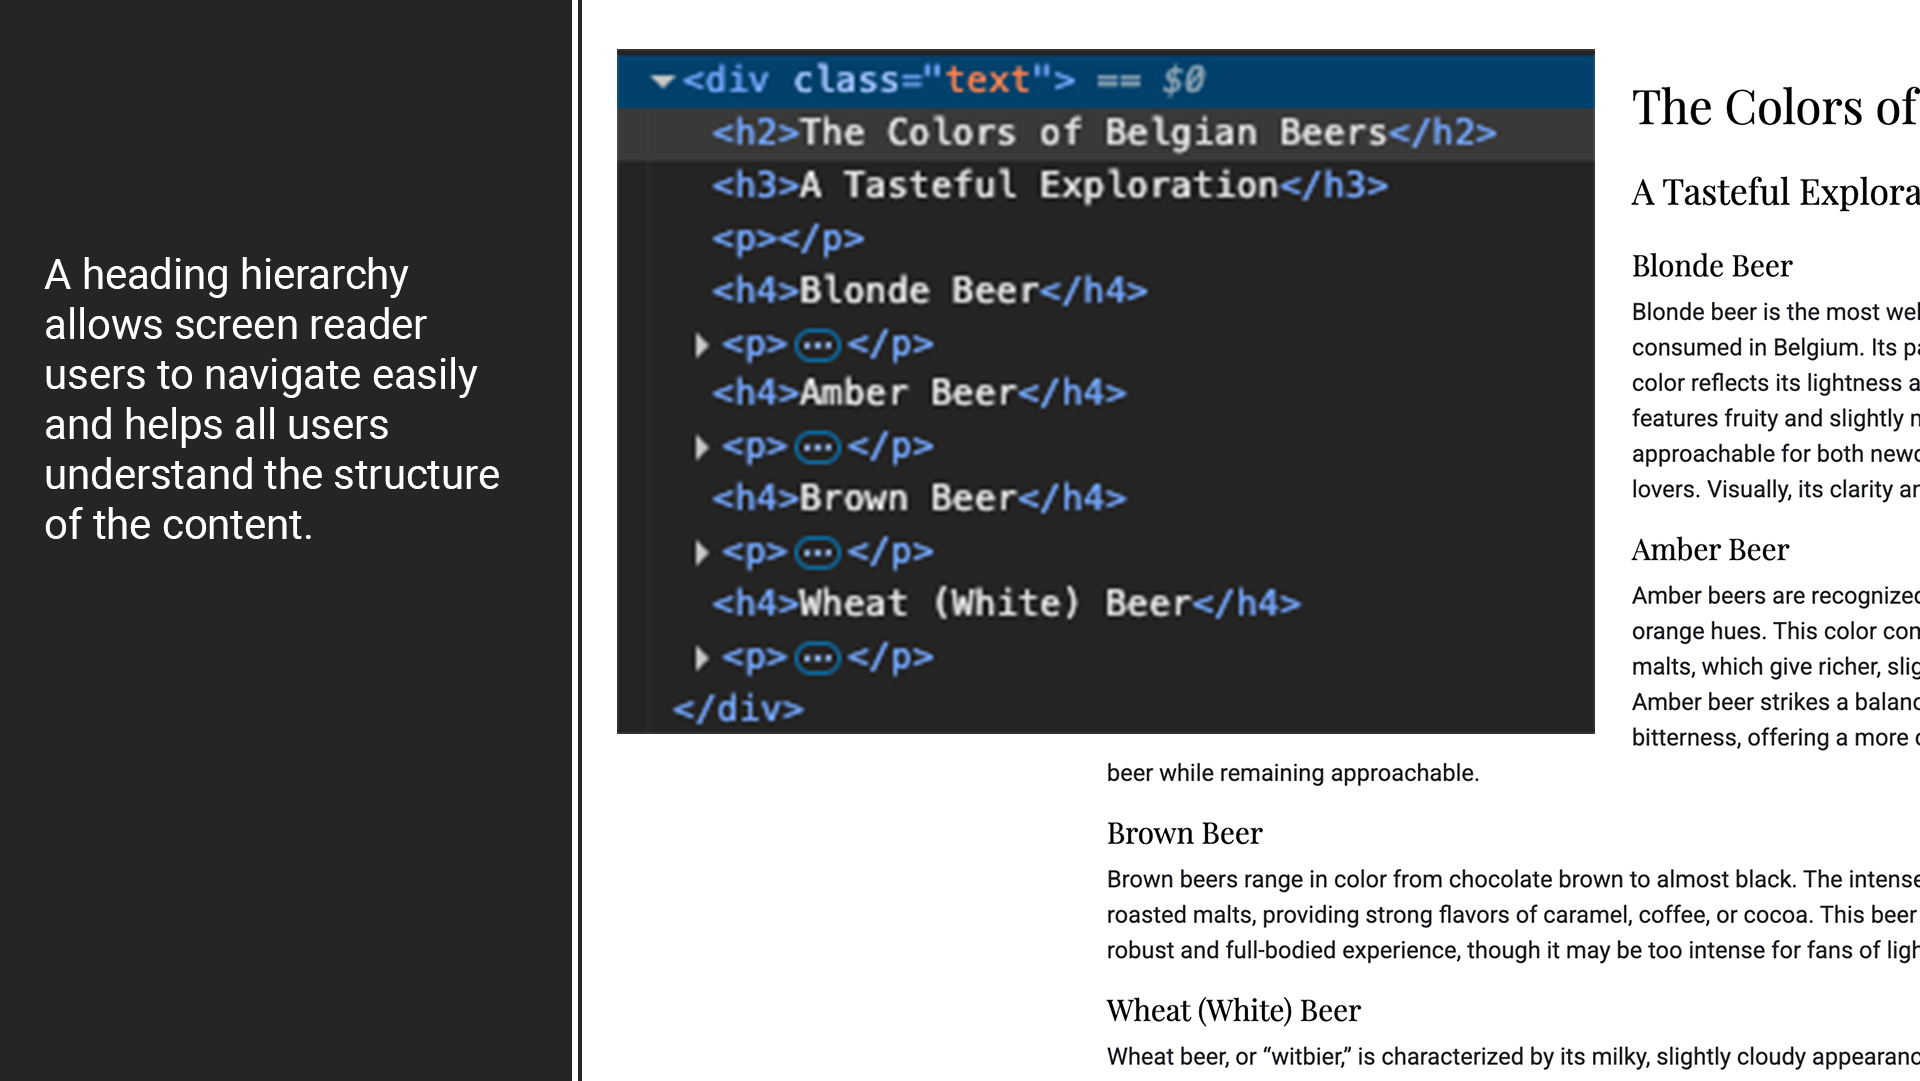 A heading hierarchy
allows screen reader
users to navigate easily
and helps all users
understand the structure
of the content.
<div class="text"> == $0
<h2>The Colors of Belgian Beers</h2>
<h3>A Tasteful Exploration</h3>
<p></p>
<h4>Blonde Beer</h4>
<p>…</p>
<h4>Amber Beer</h4>
<p>…</p>
<h4>Brown Beer</h4>
<p>…</p>
<h4>Wheat (White) Beer</h4>
<p>…</p>
</div>
The Colors of
A Tasteful Explora
Blonde Beer
Blonde beer is the most wel
consumed in Belgium. Its pa
color reflects its lightness a
features fruity and slightly
approachable for both newc
lovers. Visually, its clarity an
Amber Beer
Amber beers are recognized
orange hues. This color con
malts, which give richer, slig
Amber beer strikes a balanc
bitterness, offering a more
beer while remaining approachable.
Brown Beer
Brown beers range in color from chocolate brown to almost black. The intense
roasted malts, providing strong flavors of caramel, coffee, or cocoa. This beer
robust and full-bodied experience, though it may be too intense for fans of ligh
Wheat (White) Beer
Wheat beer, or “witbier,” is characterized by its milky, slightly cloudy appearanc